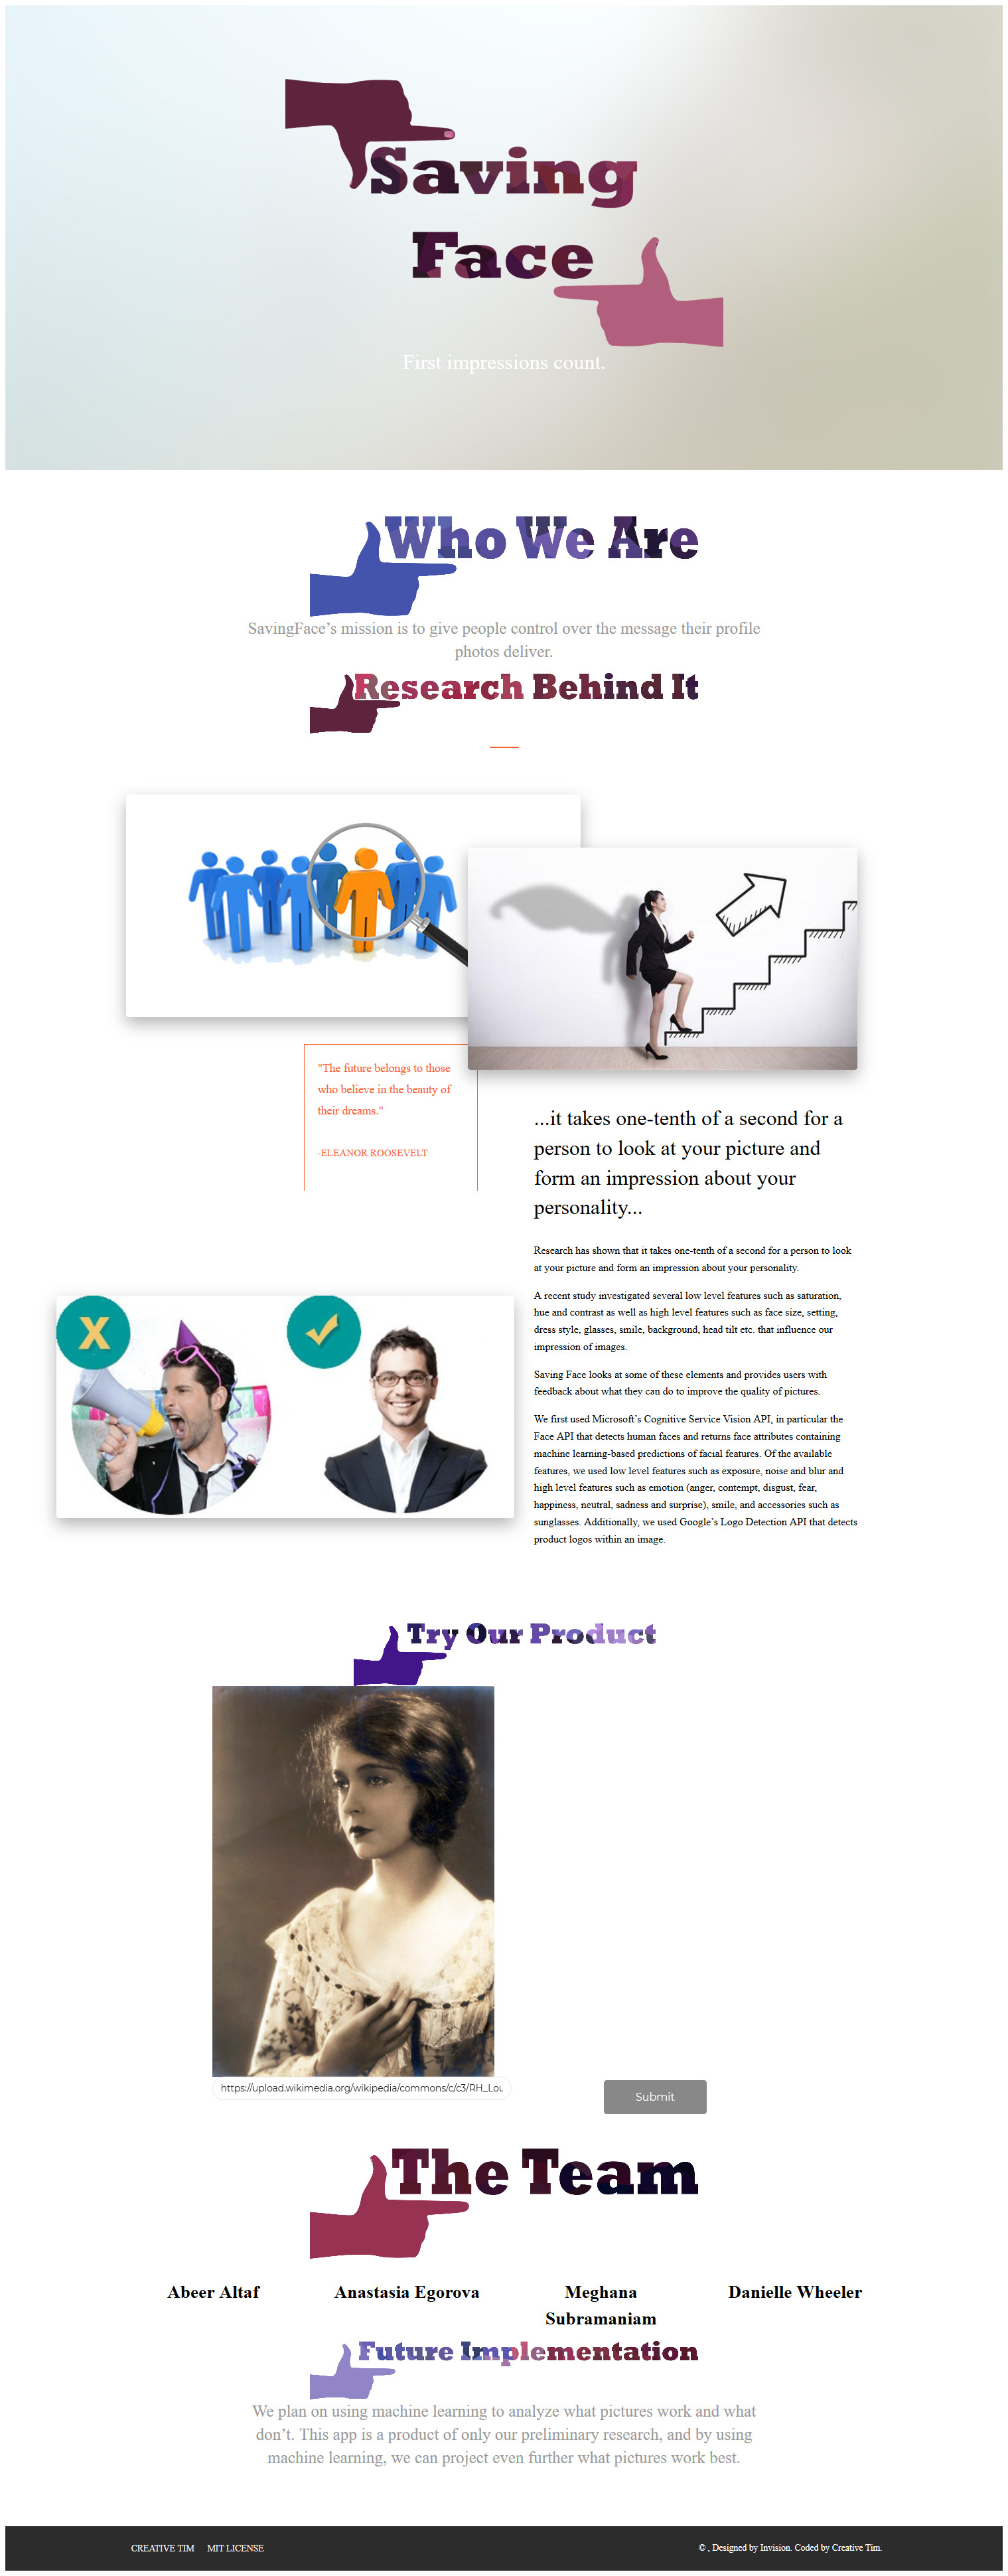 Saving
Face
First impressions count.
Who We Are
SavingFace’s mission is to give people control over the message their profile
photos deliver.
Research Behind It
"The future belongs to those
who believe in the beauty of
their dreams."
-ELEANOR ROOSEVELT
...it takes one-tenth of a second for a
person to look at your picture and
form an impression about your
personality...
Research has shown that it takes one-tenth of a second for a person to look
at your picture and form an impression about your personality.
A recent study investigated several low level features such as saturation,
hue and contrast as well as high level features such as face size, setting,
dress style, glasses, smile, background, head tilt etc. that influence our
impression of images.
Saving Face looks at some of these elements and provides users with
feedback about what they can do to improve the quality of pictures.
We first used Microsoft’s Cognitive Service Vision API, in particular the
Face API that detects human faces and returns face attributes containing
machine learning-based predictions of facial features. Of the available
features, we used low level features such as exposure, noise and blur and
high level features such as emotion (anger, contempt, disgust, fear,
happiness, neutral, sadness and surprise), smile, and accessories such as
sunglasses. Additionally, we used Google’s Logo Detection API that detects
product logos within an image.
X
Try Our Product
https://upload.wikimedia.org/wikipedia/commons/c/c3/RH_Lou
Submit
The Team
Abeer Altaf
Anastasia Egorova
Meghana
Subramaniam
Danielle Wheeler
Future Implementation
We plan on using machine learning to analyze what pictures work and what
don’t. This app is a product of only our preliminary research, and by using
machine learning, we can project even further what pictures work best.
CREATIVE TIM MIT LICENSE
© , Designed by Invision. Coded by Creative Tim.